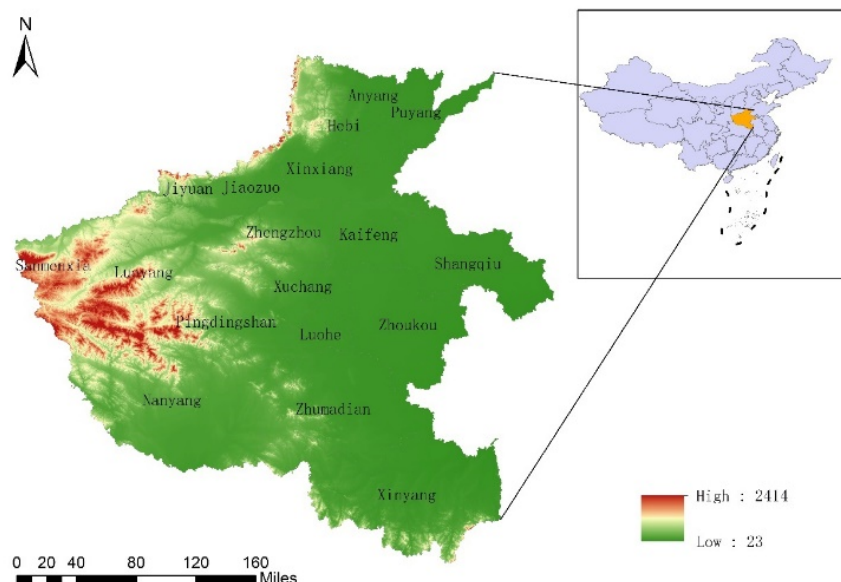 N
Anyang
Puyang
Hebi
Xinxiang
Jiyuan Jiaozuo
Zhengzhou Kaifeng
Shangqiu
Sanmenxia
Luoyang
Xuchang
Pingdingshan
Luohe
Zhoukou
Nanyang
Zhumadian
Xinyang
High : 2414
Low : 23
0 10 20 40 80 120 160
Miles